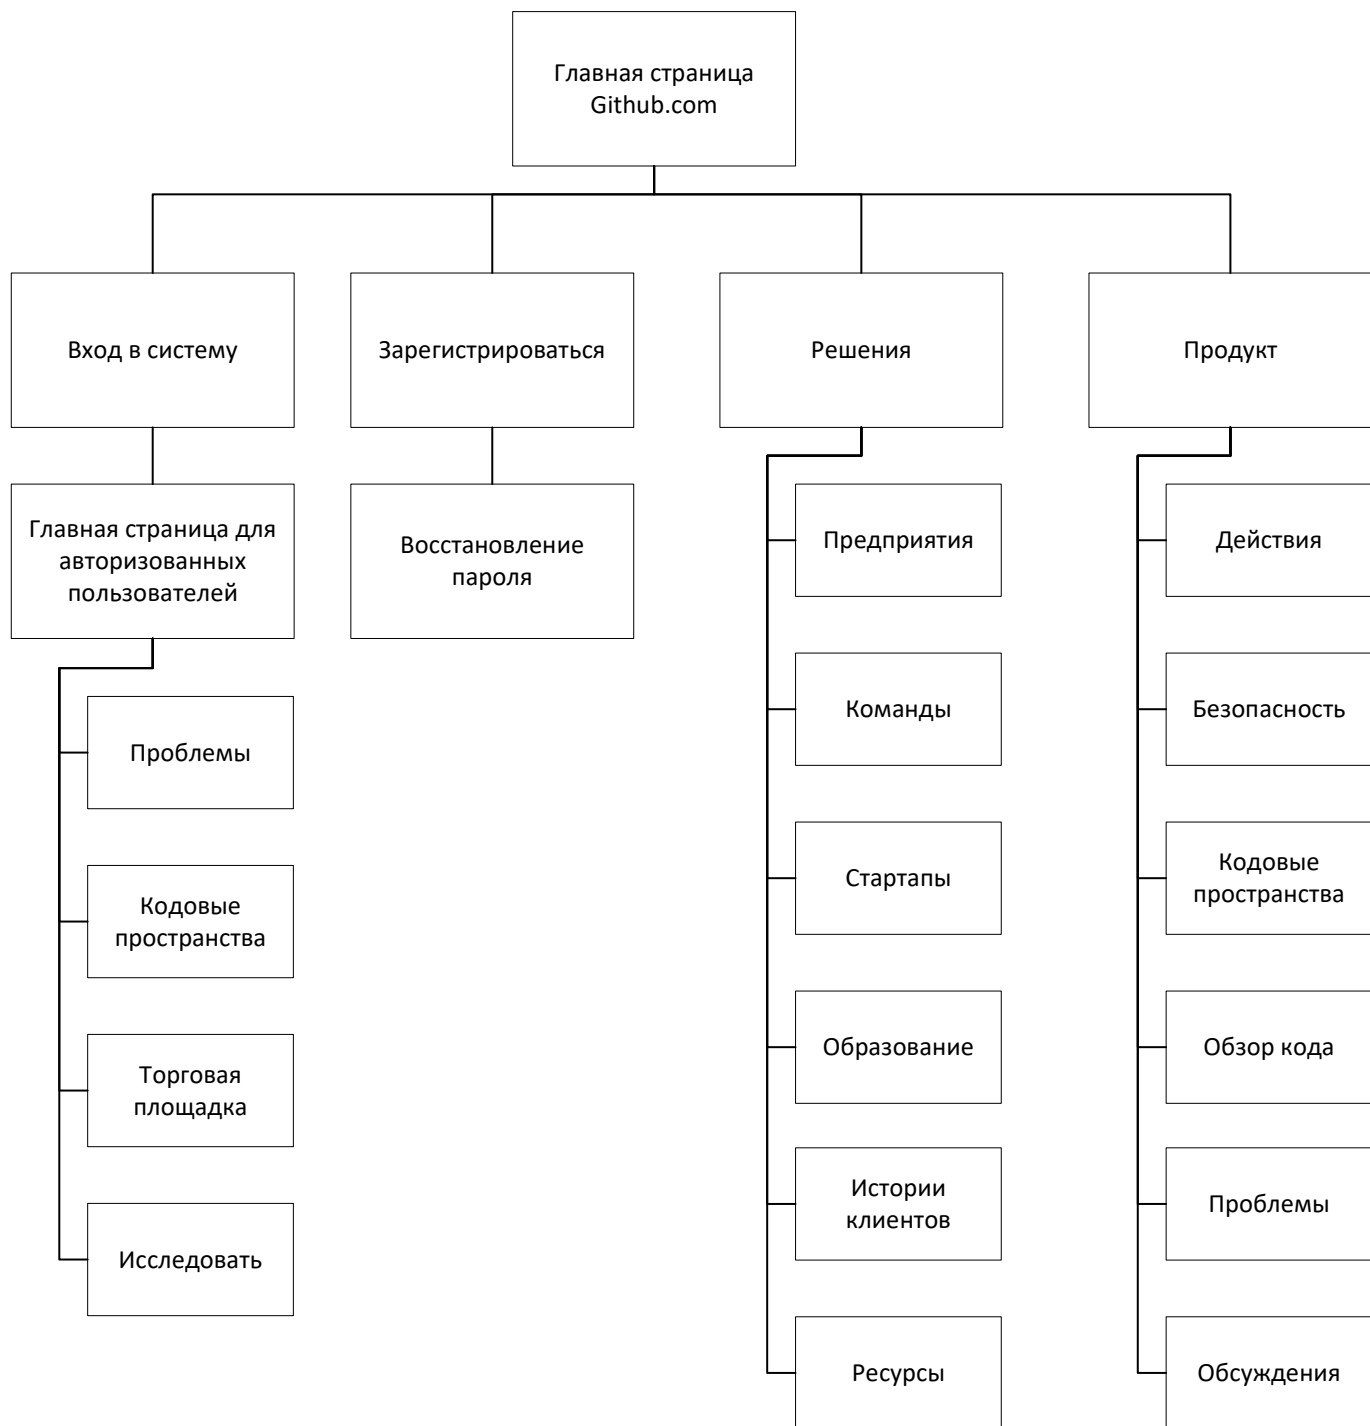 Главная страница
Github.com
Вход в систему
Зарегистрироваться
Решения
Продукт
Главная страница для
авторизованных
пользователей
Восстановление
пароля
Проблемы
Кодовые
пространства
Торговая
площадка
Исследовать
Предприятия
Команды
Стартапы
Образование
Истории
клиентов
Ресурсы
Действия
Безопасность
Кодовые
пространства
Обзор кода
Проблемы
Обсуждения